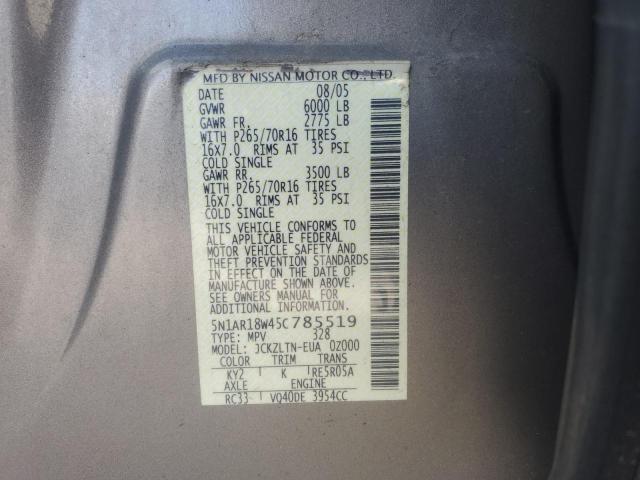 MFD BY NISSAN MOTOR CO., LTD.
DATE 08/05
GVWR 6000 LB
GAWR FR. 2775 LB
WITH P265/70R16 TIRES
16X7.0 RIMS AT 35 PSI
COLD SINGLE
GAWR RR. 3500 LB
WITH P265/70R16 TIRES
16X7.0 RIMS AT 35 PSI
COLD SINGLE
THIS VEHICLE CONFORMS TO
ALL APPLICABLE FEDERAL
MOTOR VEHICLE SAFETY AND
THEFT PREVENTION STANDARDS
IN EFFECT ON THE DATE OF
MANUFACTURE SHOWN ABOVE.
SEE OWNERS MANUAL FOR
ADDITIONAL INFORMATION
5N1AR18W45C785519
TYPE: MPV 328
MODEL: JCKZLTN-EUA 0Z000
COLOR TRIM TRANS
KY2 K RE5R05A
AXLE ENGINE
RC33 VQ40DE 3954CC